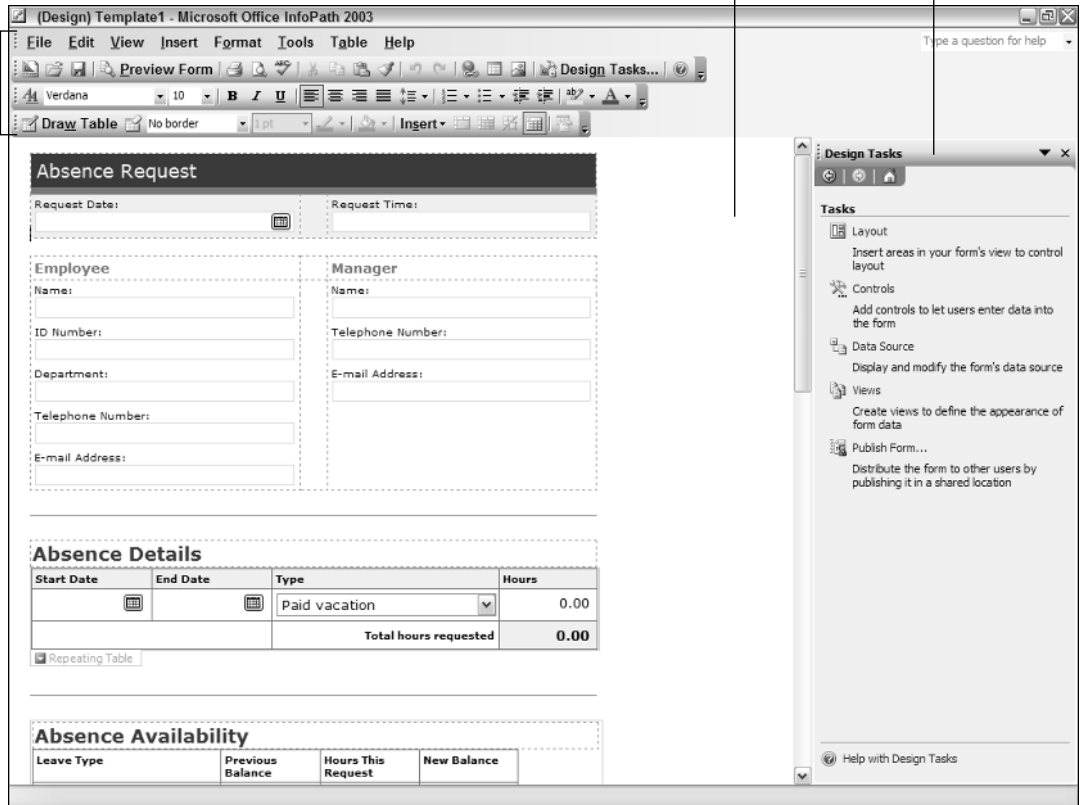 (Design) Template1 - Microsoft Office InfoPath 2003
File Edit View Insert Format Tools Table Help
Type a question for help
Preview Form Design Tasks...
Verdana 10 B I U
Draw Table No border 1 pt Insert
Design Tasks
Tasks
Layout
Insert areas in your form's view to control
layout
Controls
Add controls to let users enter data into
the form
Data Source
Display and modify the form's data source
Views
Create views to define the appearance of
form data
Publish Form...
Distribute the form to other users by
publishing it in a shared location
Help with Design Tasks
Absence Request
Request Date: Request Time:
Employee Manager
Name: Name:
ID Number: Telephone Number:
Department: E-mail Address:
Telephone Number:
E-mail Address:
Absence Details
Start Date End Date Type Hours
Paid vacation 0.00
Total hours requested 0.00
Repeating Table
Absence Availability
Leave Type Previous Balance Hours This Request New Balance